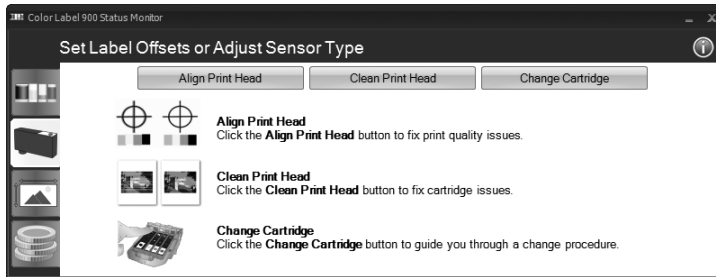 Color Label 900 Status Monitor
Set Label Offsets or Adjust Sensor Type
Align Print Head Clean Print Head Change Cartridge
Align Print Head
Click the Align Print Head button to fix print quality issues.
Clean Print Head
Click the Clean Print Head button to fix cartridge issues.
Change Cartridge
Click the Change Cartridge button to guide you through a change procedure.